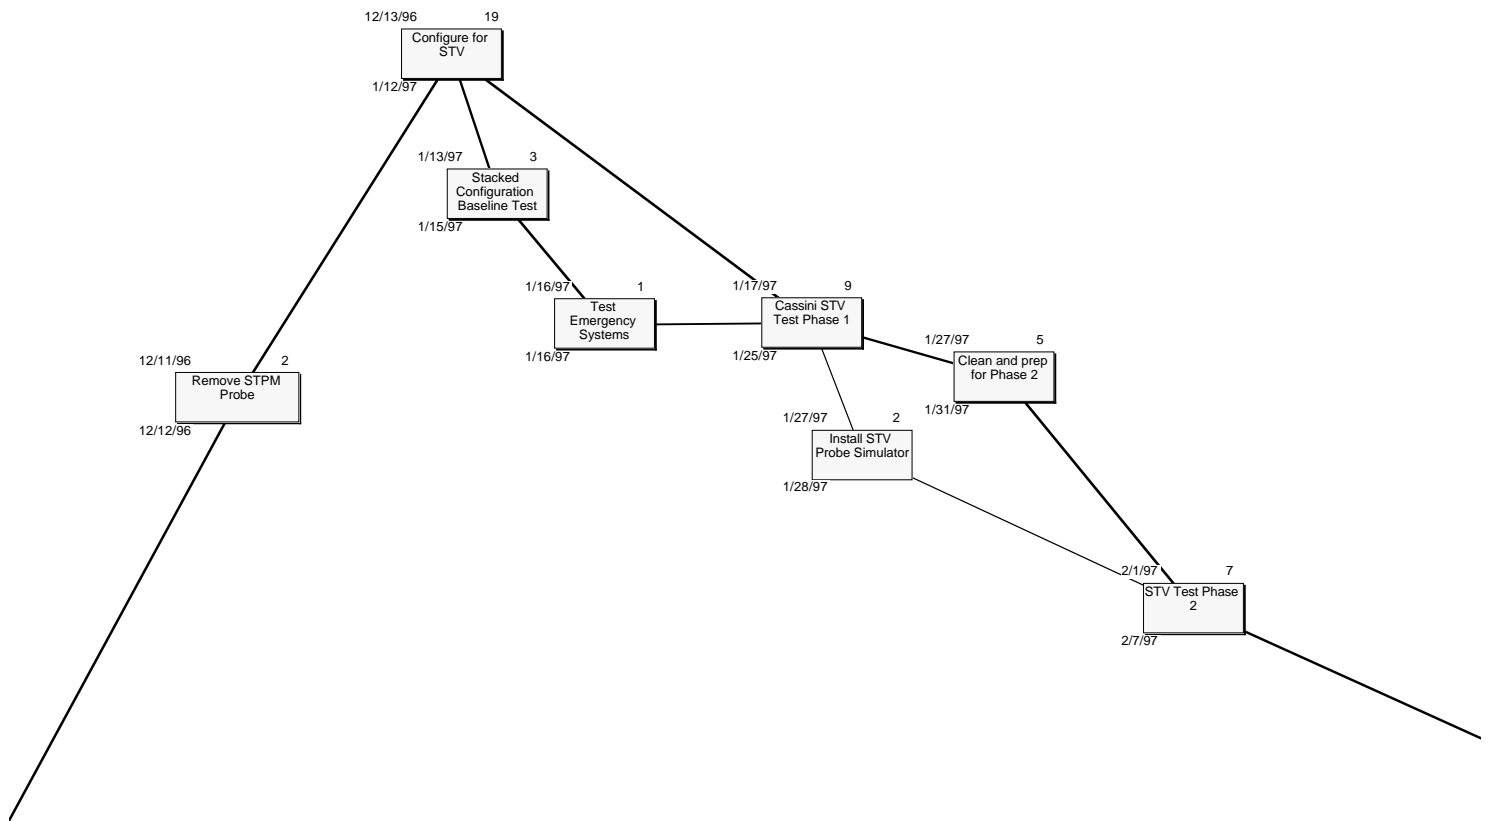 12/13/96 19
Configure for
STV
1/12/97
1/13/97 3
Stacked
Configuration
Baseline Test
1/15/97
1/16/97 1
Test
Emergency
Systems
1/16/97
1/17/97 9
Cassini STV
Test Phase 1
1/25/97
1/27/97 5
Clean and prep
for Phase 2
1/31/97
12/11/96 2
Remove STPM
Probe
12/12/96
1/27/97 2
Install STV
Probe Simulator
1/28/97
2/1/97 7
STV Test Phase
2
2/7/97